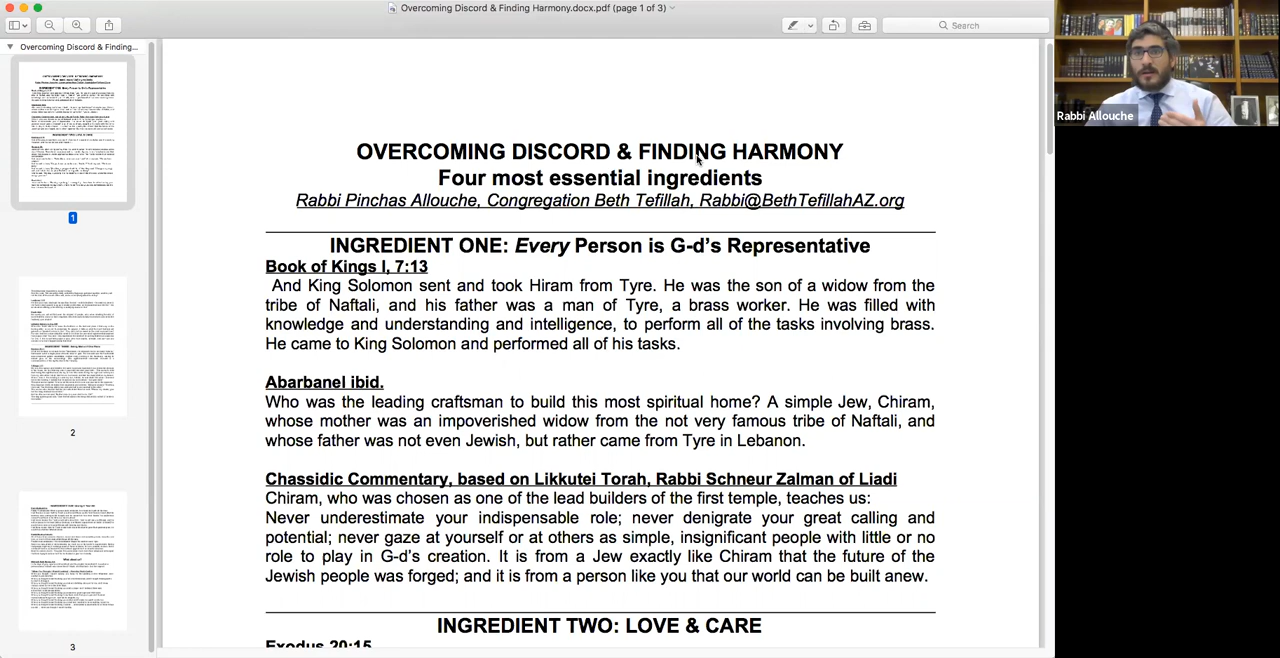 Overcoming Discord & Finding Harmony.docx.pdf (page 1 of 3)
Search
Overcoming Discord & Finding...
1
2
3
OVERCOMING DISCORD & FINDING HARMONY
Four most essential ingredients
Rabbi Pinchas Allouche, Congregation Beth Tefillah, Rabbi@BethTefillahAZ.org
INGREDIENT ONE: Every Person is G-d's Representative
Book of Kings I, 7:13
And King Solomon sent and took Hiram from Tyre. He was the son of a widow from the
tribe of Naftali, and his father was a man of Tyre, a brass worker. He was filled with
knowledge and understanding and intelligence, to perform all of the tasks involving brass.
He came to King Solomon and performed all of his tasks.
Abarbanel ibid.
Who was the leading craftsman to build this most spiritual home? A simple Jew, Chiram,
whose mother was an impoverished widow from the not very famous tribe of Naftali, and
whose father was not even Jewish, but rather came from Tyre in Lebanon.
Chassidic Commentary, based on Likkutei Torah, Rabbi Schneur Zalman of Liadi
Chiram, who was chosen as one of the lead builders of the first temple, teaches us:
Never underestimate your indispensable role; never denigrate your great calling and
potential; never gaze at yourself or at others as simple, insignificant people with little or no
role to play in G-d's creation. It is from a Jew exactly like Chiram that the future of the
Jewish people was forged; and it is from a person like you that our world can be built anew.
INGREDIENT TWO: LOVE & CARE
Exodus 20:15
Rabbi Allouche